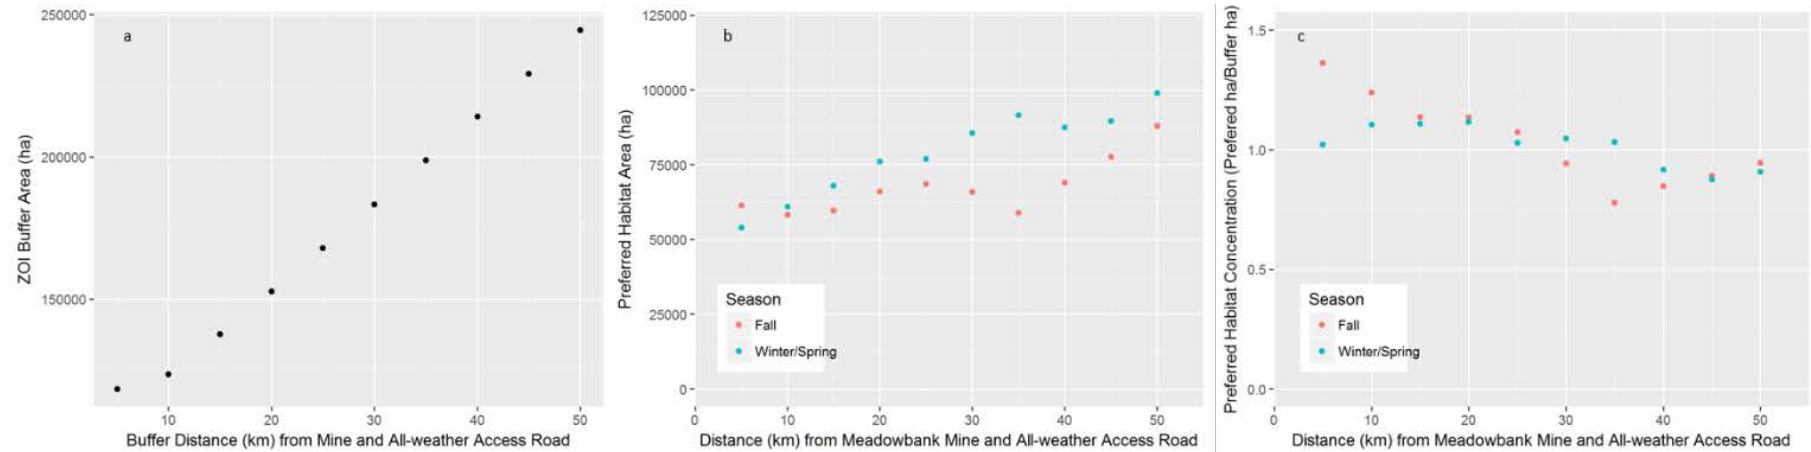 a
250000
200000
150000
ZOI Buffer Area (ha)
10 20 30 40 50
Buffer Distance (km) from Mine and All-weather Access Road
b
125000
100000
75000
50000
25000
0
Preferred Habitat Area (ha)
Season
Fall
Winter/Spring
0 10 20 30 40 50
Distance (km) from Meadowbank Mine and All-weather Access Road
c
1.5
1.0
0.5
0.0
Preferred Habitat Concentration (Prefered ha/Buffer ha)
Season
Fall
Winter/Spring
0 10 20 30 40 50
Distance (km) from Meadowbank Mine and All-weather Access Road